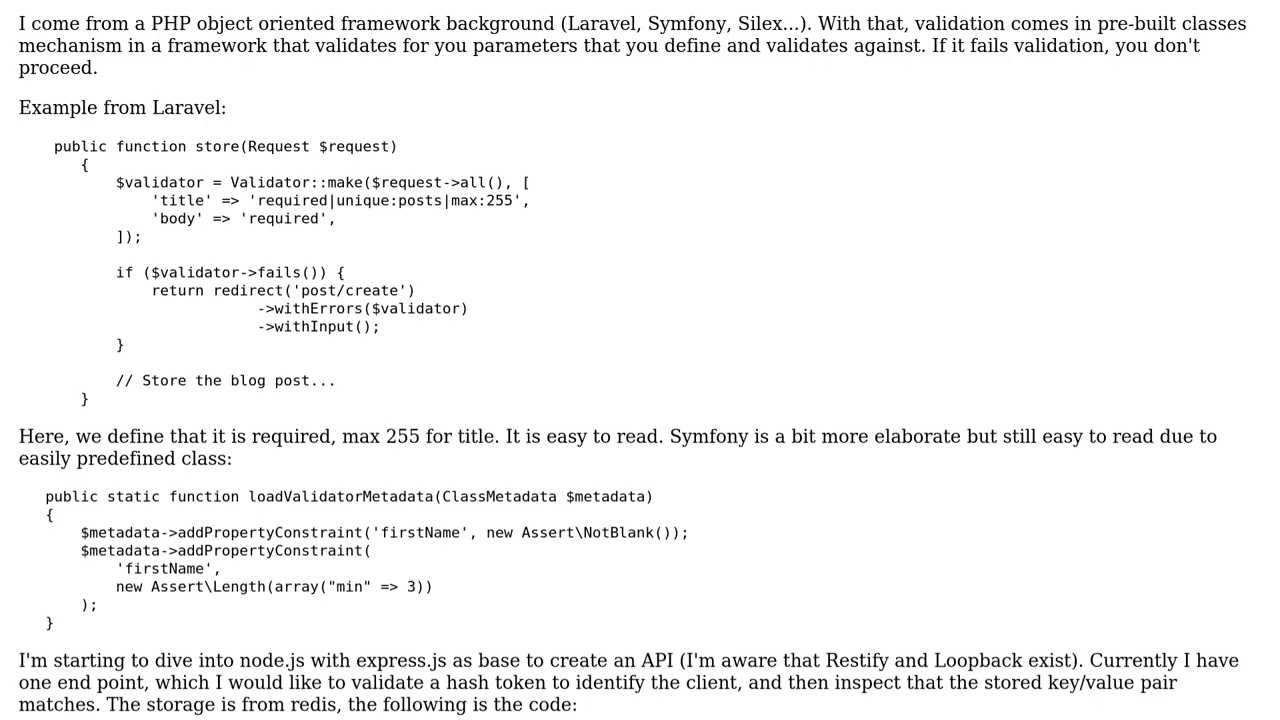 I come from a PHP object oriented framework background (Laravel, Symfony, Silex...). With that, validation comes in pre-built classes
mechanism in a framework that validates for you parameters that you define and validates against. If it fails validation, you don't
proceed.
Example from Laravel:
public function store(Request $request)
{
$validator = Validator::make($request->all(), [
'title' => 'required|unique:posts|max:255',
'body' => 'required',
]);
if ($validator->fails()) {
return redirect('post/create')
->withErrors($validator)
->withInput();
}
// Store the blog post...
}
Here, we define that it is required, max 255 for title. It is easy to read. Symfony is a bit more elaborate but still easy to read due to
easily predefined class:
public static function loadValidatorMetadata(ClassMetadata $metadata)
{
$metadata->addPropertyConstraint('firstName', new Assert\NotBlank());
$metadata->addPropertyConstraint(
'firstName',
new Assert\Length(array("min" => 3))
);
}
I'm starting to dive into node.js with express.js as base to create an API (I'm aware that Restify and Loopback exist). Currently I have
one end point, which I would like to validate a hash token to identify the client, and then inspect that the stored key/value pair
matches. The storage is from redis, the following is the code: